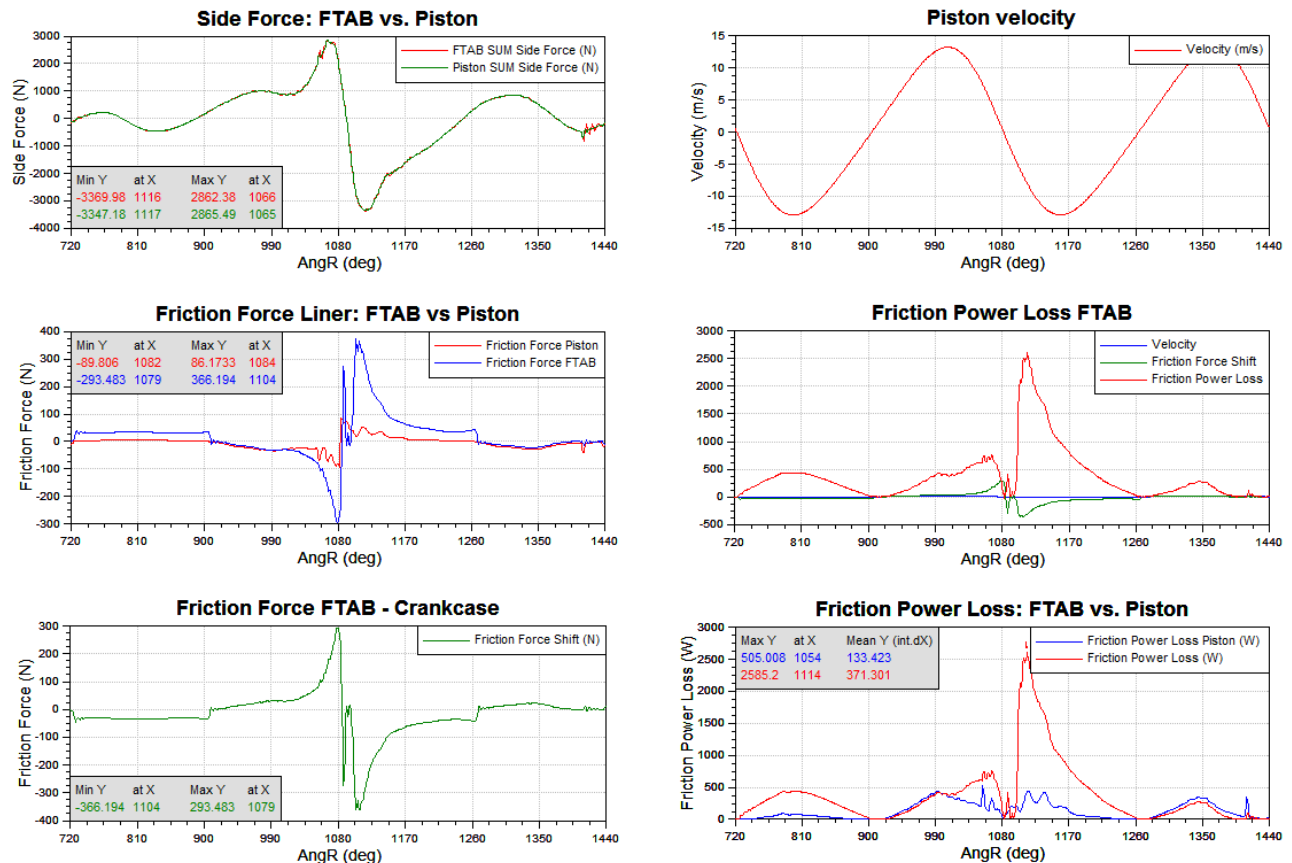 Side Force: FTAB vs. Piston
Side Force (N)
3000
2000
1000
0
-1000
-2000
-3000
-4000
FTAB SUM Side Force (N)
Piston SUM Side Force (N)
Min Y at X Max Y at X
-3369.98 1116 2862.38 1066
-3347.18 1117 2865.49 1065
720 810 900 990 1080 1170 1260 1350 1440
AngR (deg)
Piston velocity
Velocity (m/s)
15
10
5
0
-5
-10
-15
Velocity (m/s)
720 810 900 990 1080 1170 1260 1350 1440
AngR (deg)
Friction Force Liner: FTAB vs Piston
Friction Force (N)
400
300
200
100
0
-100
-200
-300
Min Y at X Max Y at X
-89.806 1082 86.1733 1084
-293.483 1079 366.194 1104
Friction Force Piston
Friction Force FTAB
720 810 900 990 1080 1170 1260 1350 1440
AngR (deg)
Friction Power Loss FTAB
3000
2500
2000
1500
1000
500
0
-500
Velocity
Friction Force Shift
Friction Power Loss
720 810 900 990 1080 1170 1260 1350 1440
AngR (deg)
Friction Force FTAB - Crankcase
Friction Force (N)
300
200
100
0
-100
-200
-300
-400
Friction Force Shift (N)
Min Y at X Max Y at X
-366.194 1104 293.483 1079
720 810 900 990 1080 1170 1260 1350 1440
AngR (deg)
Friction Power Loss: FTAB vs. Piston
Friction Power Loss (W)
3000
2500
2000
1500
1000
500
0
Max Y at X Mean Y (int.dX)
505.008 1054 133.423
2585.2 1114 371.301
Friction Power Loss Piston (W)
Friction Power Loss (W)
720 810 900 990 1080 1170 1260 1350 1440
AngR (deg)